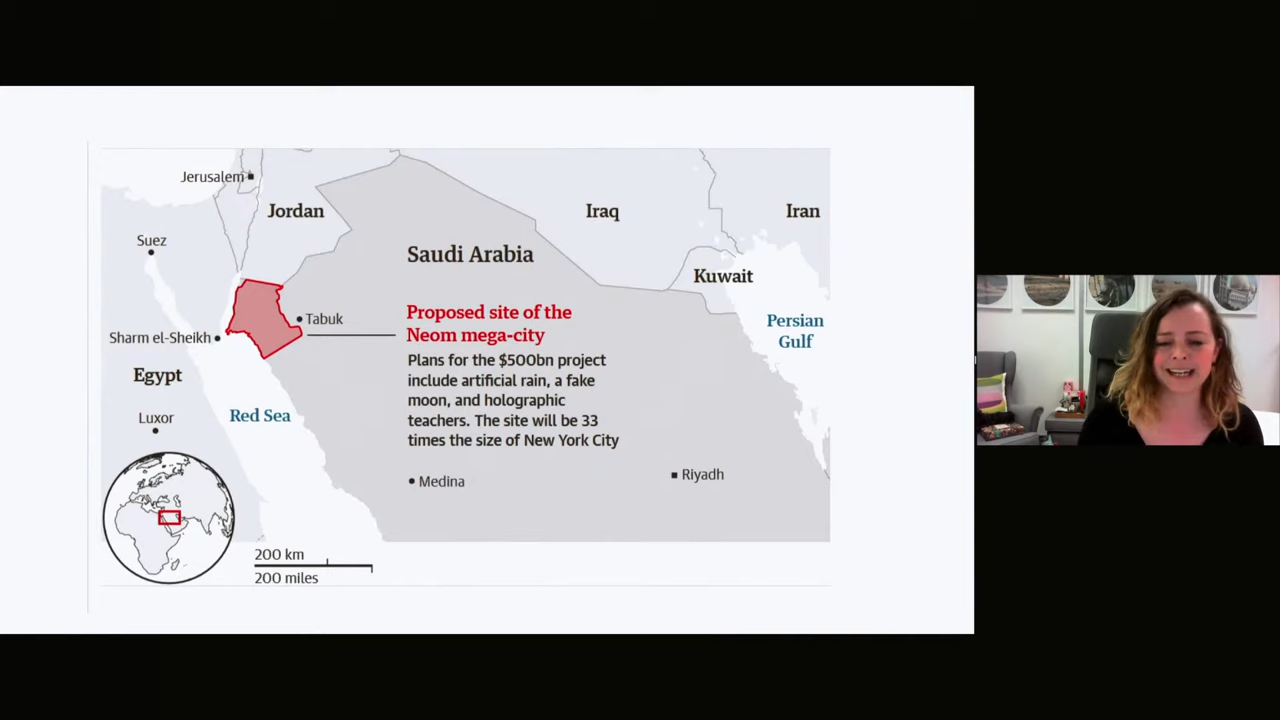 Jerusalem
Jordan
Iraq
Iran
Suez
Saudi Arabia
Kuwait
Tabuk
Proposed site of the
Neom mega-city
Persian
Gulf
Sharm el-Sheikh
Plans for the $500bn project
include artificial rain, a fake
moon, and holographic
teachers. The site will be 33
times the size of New York City
Egypt
Luxor
Red Sea
Medina
Riyadh
200 km
200 miles